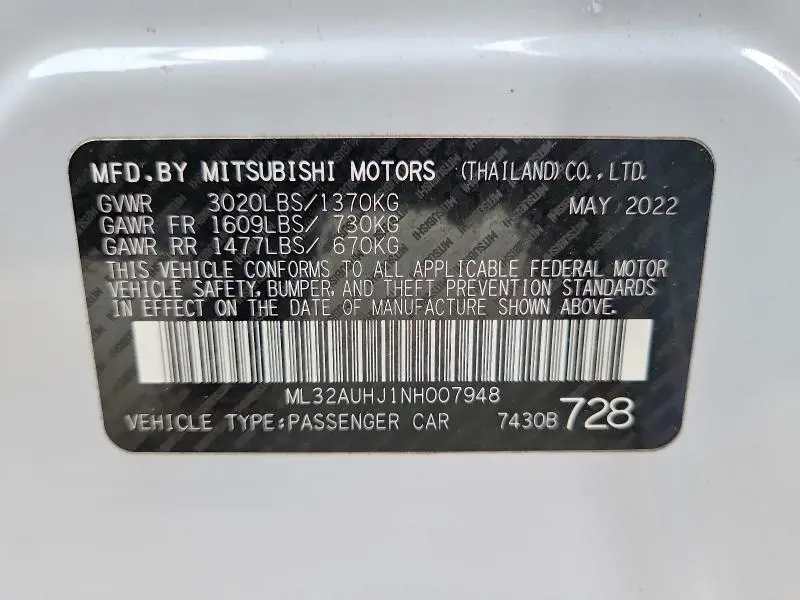 MFD.BY MITSUBISHI MOTORS (THAILAND)CO.,LTD.
GVWR 3020LBS/1370KG MAY 2022
GAWR FR 1609LBS/ 730KG
GAWR RR 1477LBS/ 670KG
THIS VEHICLE CONFORMS TO ALL APPLICABLE FEDERAL MOTOR
VEHICLE SAFETY, BUMPER, AND THEFT PREVENTION STANDARDS
IN EFFECT ON THE DATE OF MANUFACTURE SHOWN ABOVE.
ML32AUHJ1NH007948
VEHICLE TYPE:PASSENGER CAR 7430B 728